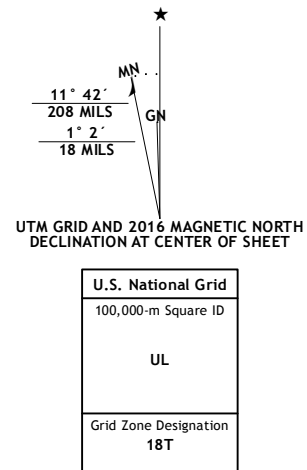 ★
MN
11° 42´
208 MILS
GN
1° 2´
18 MILS
UTM GRID AND 2016 MAGNETIC NORTH
DECLINATION AT CENTER OF SHEET
U.S. National Grid
100,000-m Square ID
UL
Grid Zone Designation
18T